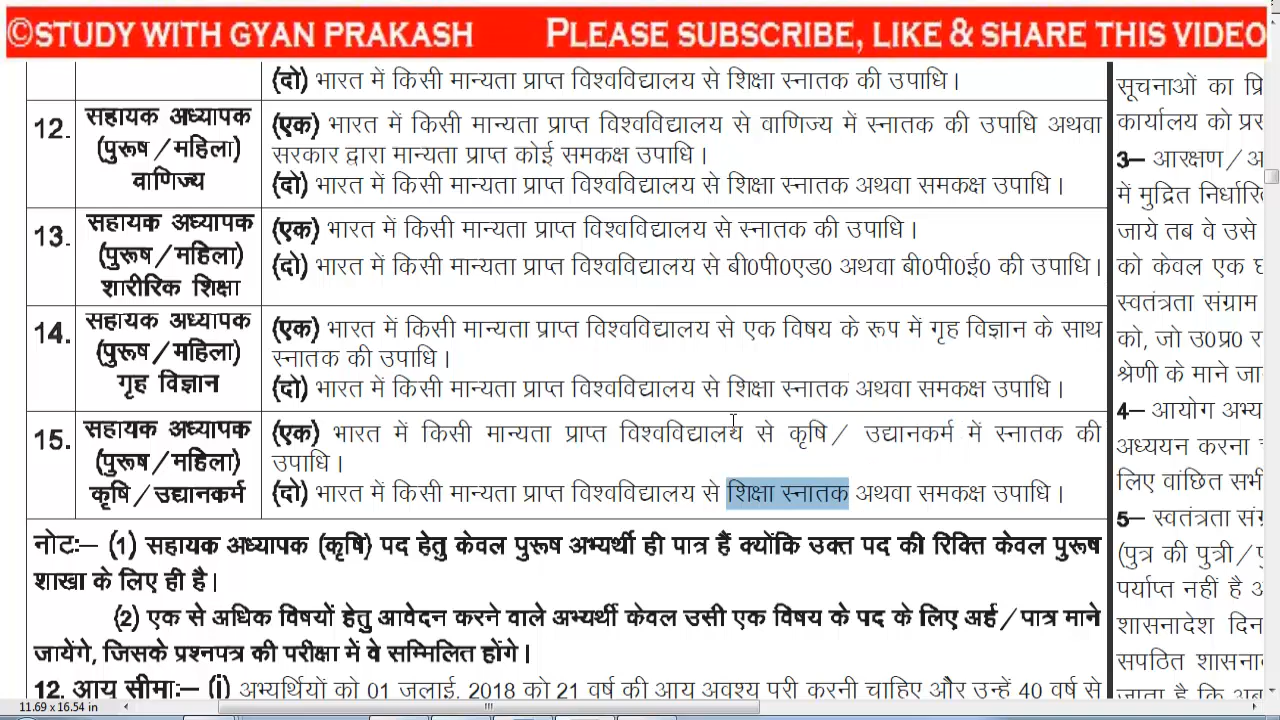 ©STUDY WITH GYAN PRAKASH PLEASE SUBSCRIBE, LIKE & SHARE THIS VIDEO
(दो) भारत में किसी मान्यता प्राप्त विश्वविद्यालय से शिक्षा स्नातक की उपाधि।
12. सहायक अध्यापक
(पुरूष/महिला)
वाणिज्य
(एक) भारत में किसी मान्यता प्राप्त विश्वविद्यालय से वाणिज्य में स्नातक की उपाधि अथवा
सरकार द्वारा मान्यता प्राप्त कोई समकक्ष उपाधि।
(दो) भारत में किसी मान्यता प्राप्त विश्वविद्यालय से शिक्षा स्नातक अथवा समकक्ष उपाधि।
13. सहायक अध्यापक
(पुरूष/महिला)
शारीरिक शिक्षा
(एक) भारत में किसी मान्यता प्राप्त विश्वविद्यालय से स्नातक की उपाधि।
(दो) भारत में किसी मान्यता प्राप्त विश्वविद्यालय से बी0पी0एड0 अथवा बी0पी0ई0 की उपाधि।
14. सहायक अध्यापक
(पुरूष/महिला)
गृह विज्ञान
(एक) भारत में किसी मान्यता प्राप्त विश्वविद्यालय से एक विषय के रूप में गृह विज्ञान के साथ
स्नातक की उपाधि।
(दो) भारत में किसी मान्यता प्राप्त विश्वविद्यालय से शिक्षा स्नातक अथवा समकक्ष उपाधि।
15. सहायक अध्यापक
(पुरूष/महिला)
कृषि/उद्यानकर्म
(एक) भारत में किसी मान्यता प्राप्त विश्वविद्यालय से कृषि/ उद्यानकर्म में स्नातक की
उपाधि।
(दो) भारत में किसी मान्यता प्राप्त विश्वविद्यालय से शिक्षा स्नातक अथवा समकक्ष उपाधि।
नोटः– (1) सहायक अध्यापक (कृषि) पद हेतु केवल पुरूष अभ्यर्थी ही पात्र हैं क्योंकि उक्त पद की रिक्ति केवल पुरूष
शाखा के लिए ही है।
(2) एक से अधिक विषयों हेतु आवेदन करने वाले अभ्यर्थी केवल उसी एक विषय के पद के लिए अर्ह/पात्र माने
जायेंगे, जिसके प्रश्नपत्र की परीक्षा में वे सम्मिलित होंगे।
12. आयु सीमाः– (i) अभ्यर्थियों को 01 जुलाई, 2018 को 21 वर्ष की आयु अवश्य पूरी करनी चाहिए और उन्हें 40 वर्ष से
सूचनाओं का
कार्यालय को
3– आरक्षण/
में मुद्रित
जाये तब वे उसे
को केवल एक
स्वतंत्रता संग्राम
को, जो उ0प्र0
श्रेणी के माने
4– आयोग
अध्ययन करना
लिए वांछित सभी
5– स्वतंत्रता
(पुत्र की पुत्री/
पर्याप्त नहीं है
शासनादेश
सपठित
जाता है कि
11.69 x 16.54 in